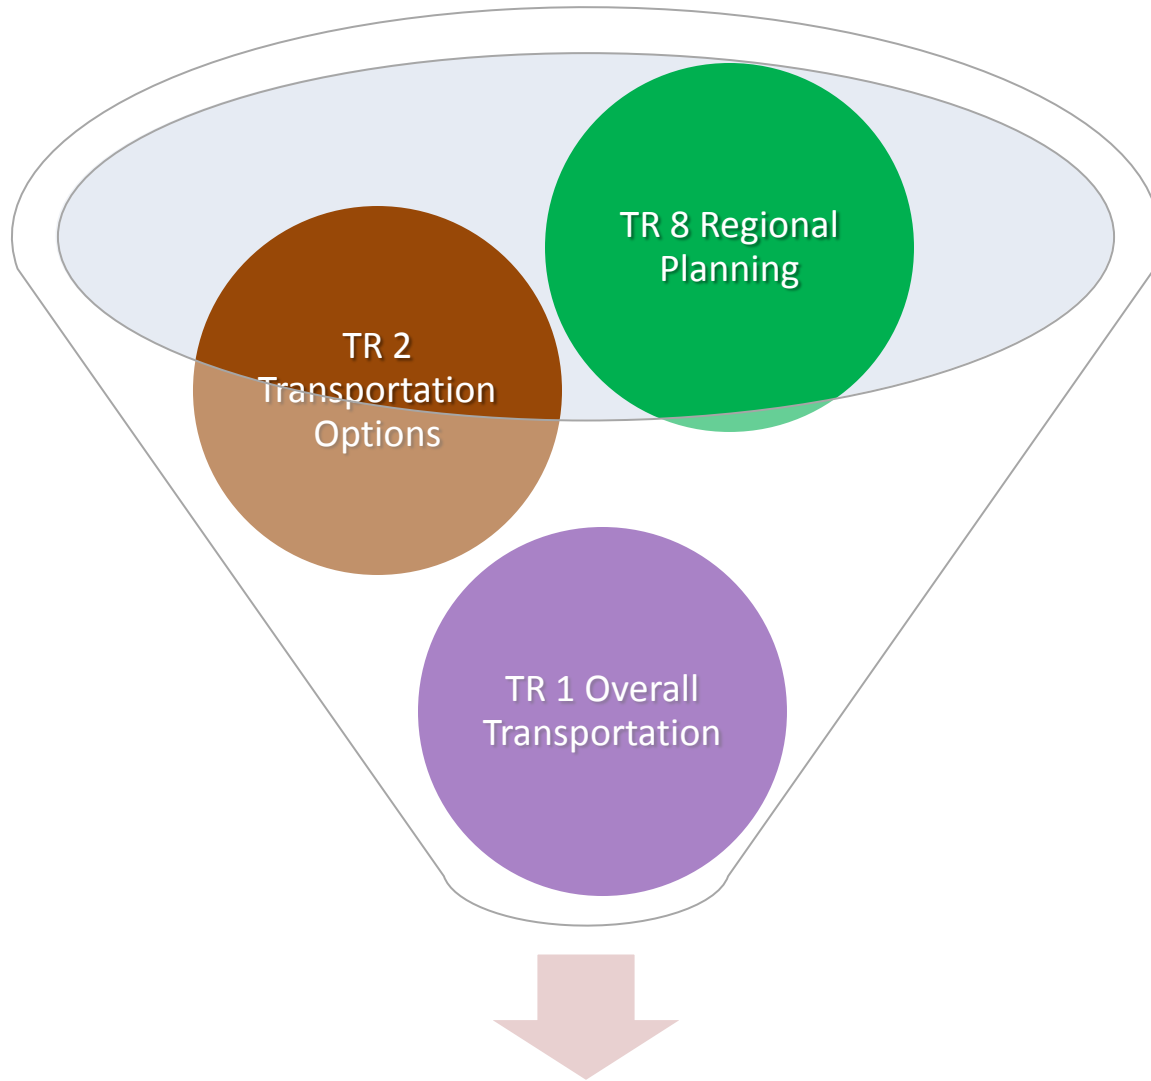 TR 8 Regional
Planning
TR 2
Transportation
Options
TR 1 Overall
Transportation